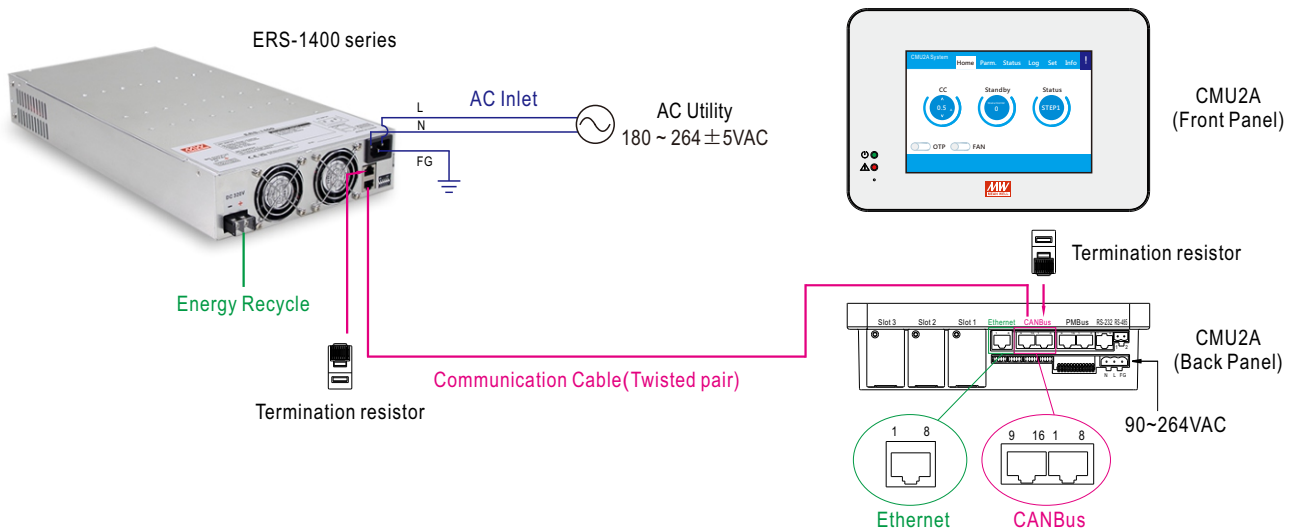 ERS-1400 series
AC Inlet
L
N
FG
AC Utility
180 ~ 264±5VAC
DC 500V
Energy Recycle
Termination resistor
Communication Cable(Twisted pair)
CMU2A System
Home Parm. Status Log Set Info !
CC Standby Status
0.5 0 STEP1
OTP FAN
MW
CMU2A
(Front Panel)
Termination resistor
Slot 3 Slot 2 Slot 1 Ethernet CANBus PMBus RS-232 RS-485
N L FG
CMU2A
(Back Panel)
90~264VAC
1 8
9 16 1 8
Ethernet
CANBus